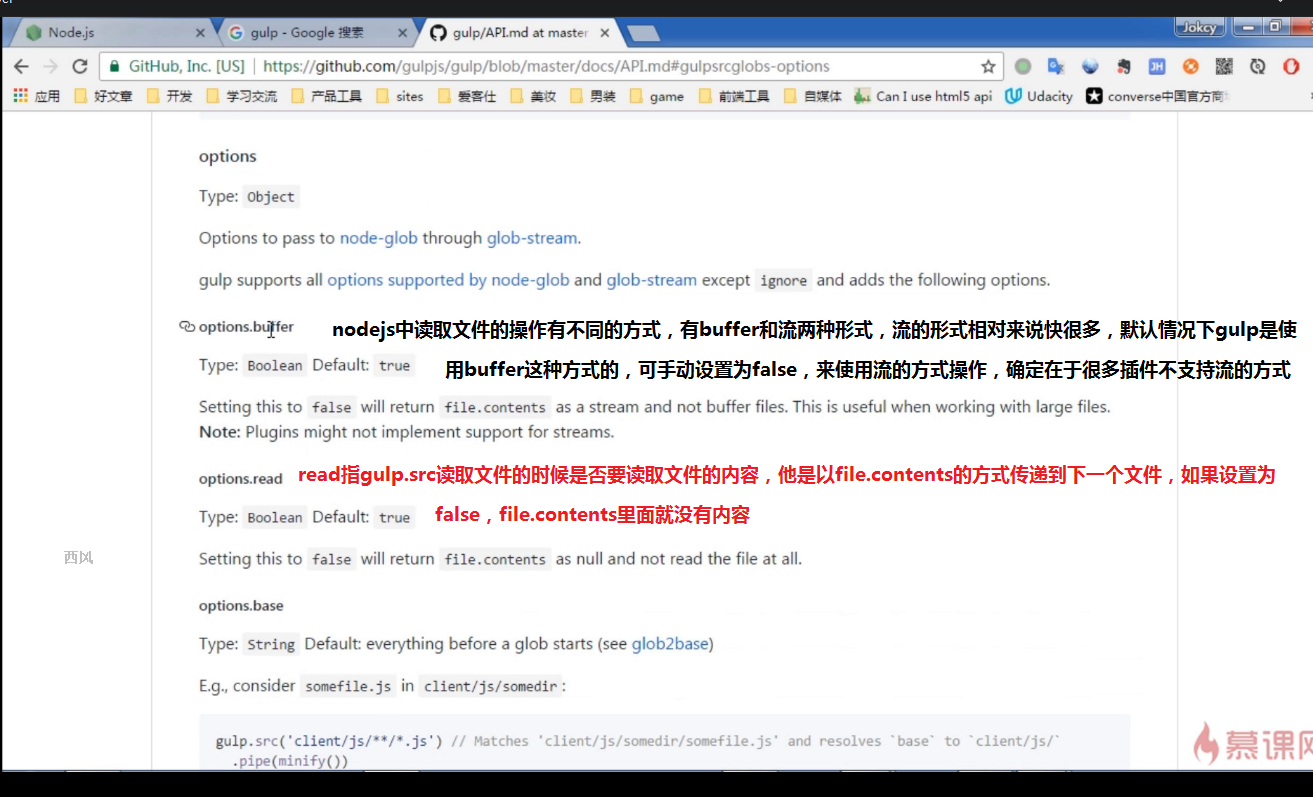 Node.js
gulp - Google 搜索
gulp/API.md at master
Jokcy
GitHub, Inc. [US] | https://github.com/gulpjs/gulp/blob/master/docs/API.md#gulpsrcglobs-options
应用 好文章 开发 学习交流 产品工具 sites 爱客仕 美妆 男装 game 前端工具 自媒体 Can I use html5 api Udacity converse中国官方商
options
Type: Object
Options to pass to node-glob through glob-stream.
gulp supports all options supported by node-glob and glob-stream except ignore and adds the following options.
options.buffer nodejs中读取文件的操作有不同的方式，有buffer和流两种形式，流的形式相对来说快很多，默认情况下gulp是使
Type: Boolean Default: true 用buffer这种方式的，可手动设置为false，来使用流的方式操作，确定在于很多插件不支持流的方式
Setting this to false will return file.contents as a stream and not buffer files. This is useful when working with large files.
Note: Plugins might not implement support for streams.
options.read read指gulp.src读取文件的时候是否要读取文件的内容，他是以file.contents的方式传递到下一个文件，如果设置为
Type: Boolean Default: true false，file.contents里面就没有内容
西风
Setting this to false will return file.contents as null and not read the file at all.
options.base
Type: String Default: everything before a glob starts (see glob2base)
E.g., consider somefile.js in client/js/somedir:
gulp.src('client/js/**/*.js') // Matches 'client/js/somedir/somefile.js' and resolves `base` to `client/js/`
.pipe(minify())
慕课网